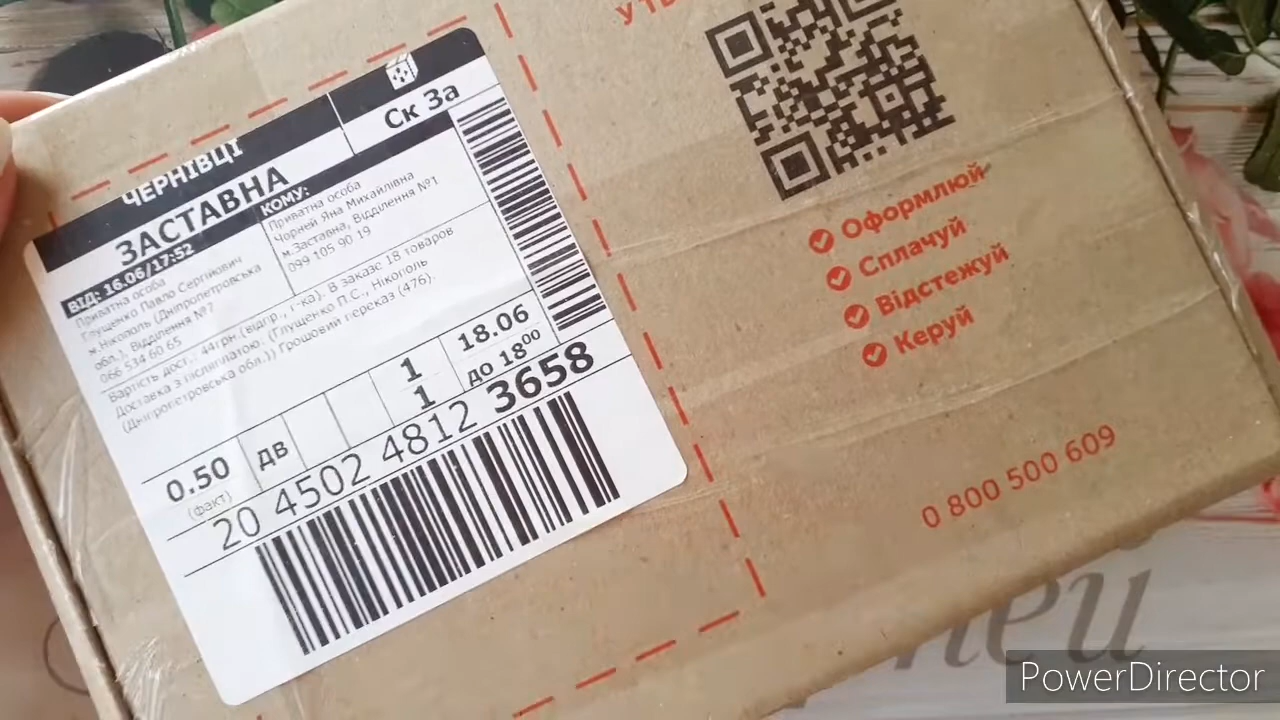 Ск За
ЧЕРНІВЦІ
ЗАСТАВНА
ВІД: 16.06/17:52
Приватна особа
Глущенко Павло Сергійович
м.Нікополь (Дніпропетровська
обл.), Відділення №7
066 534 60 65
КОМУ:
Приватна особа
Чорней Яна Михайлівна
м.Заставна, Відділення №1
099 105 90 19
Вартість дост.: 44грн.(відпр., г-ка). В заказе 18 товаров
Доставка з післяплатою. (Глущенко П.С., Нікополь
(Дніпропетровська обл.)) Грошовий переказ (476).
0.50
(факт)
дв
1
1
18.06
до 18⁰⁰
20 4502 4812 3658
Оформлюй
Сплачуй
Відстежуй
Керуй
0 800 500 609
пеи
PowerDirector